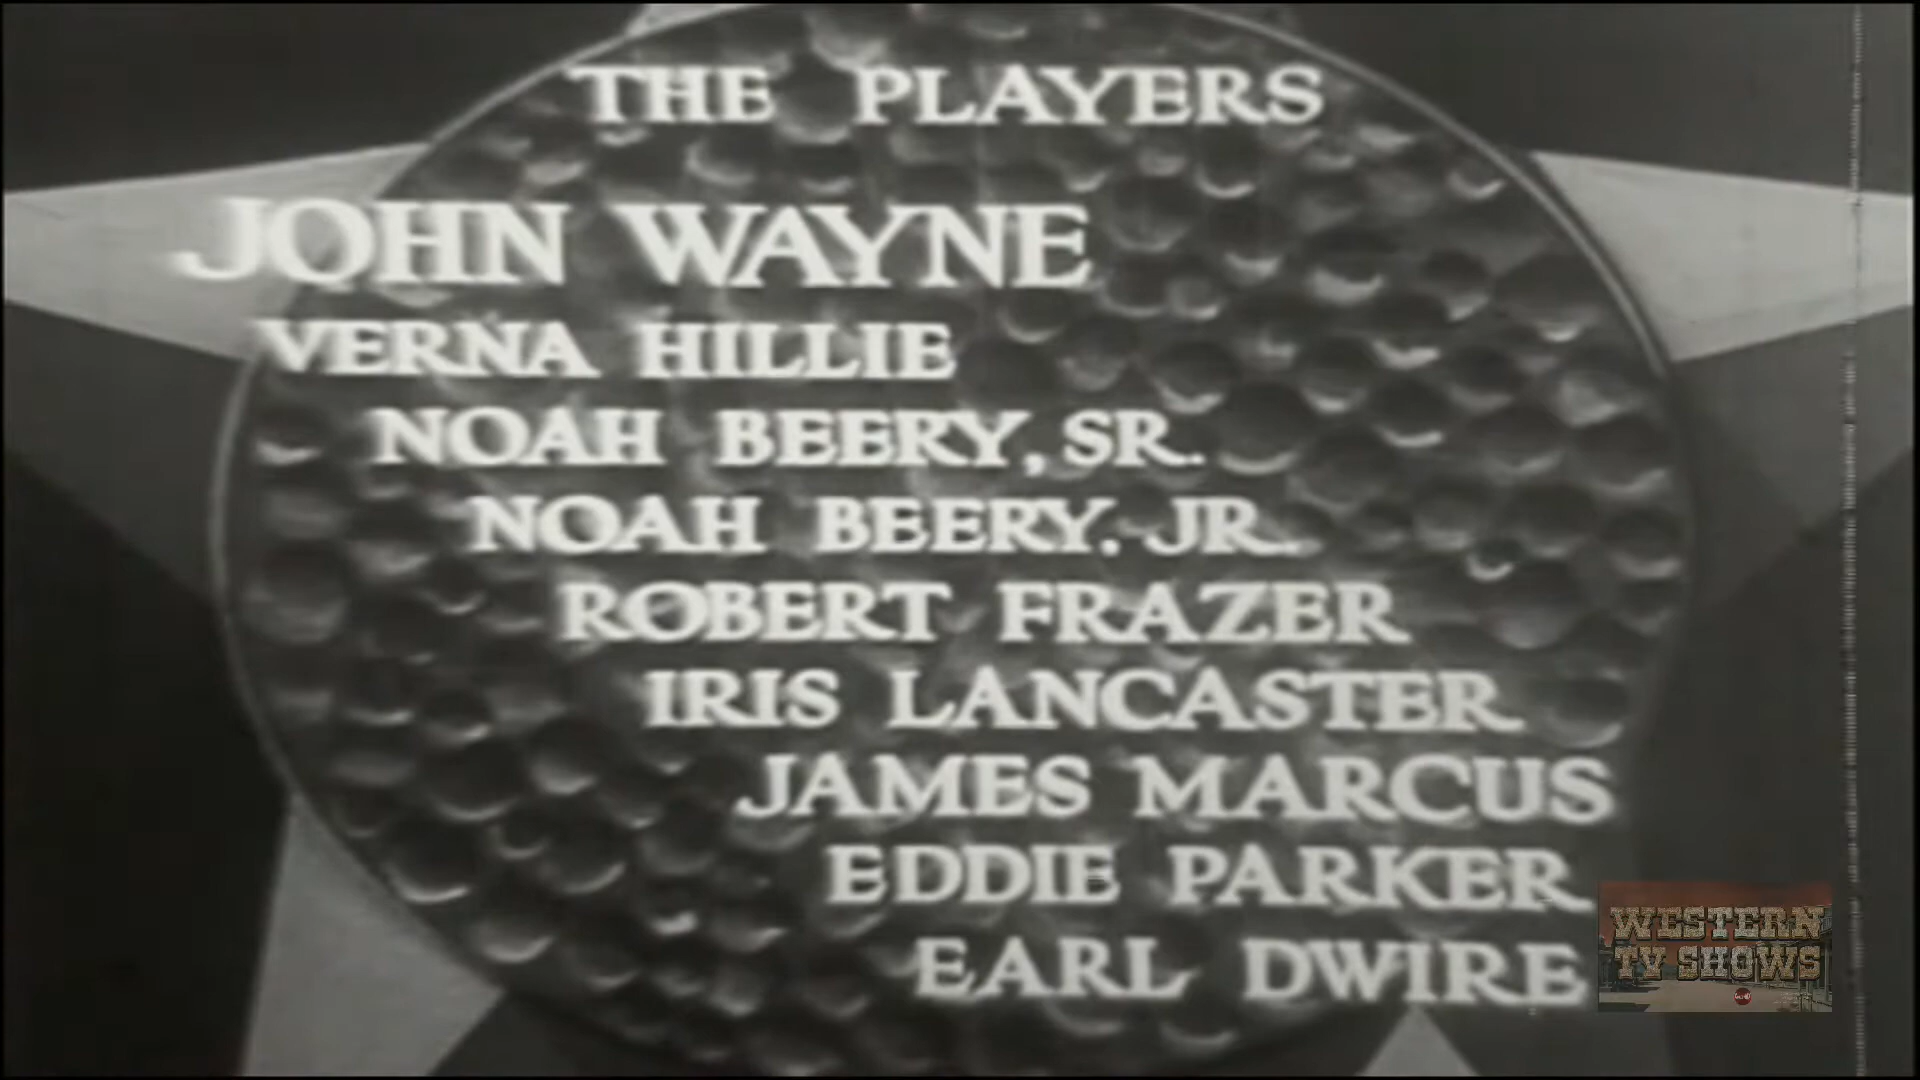 THE PLAYERS
JOHN WAYNE
VERNA HILLIE
NOAH BEERY, SR.
NOAH BEERY. JR.
ROBERT FRAZER
IRIS LANCASTER
JAMES MARCUS
EDDIE PARKER
EARL DWIRE
WESTERN
TV SHOWS